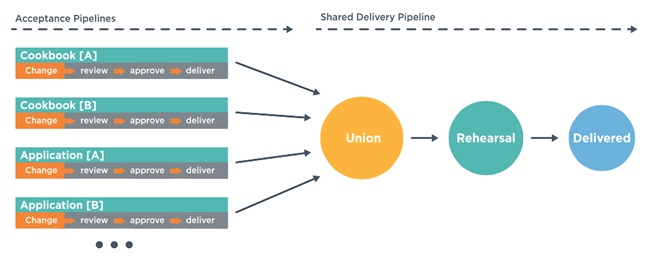 Acceptance Pipelines
Shared Delivery Pipeline
Cookbook [A]
Change review approve deliver
Cookbook [B]
Change review approve deliver
Application [A]
Change review approve deliver
Application [B]
Change review approve deliver
Union
Rehearsal
Delivered